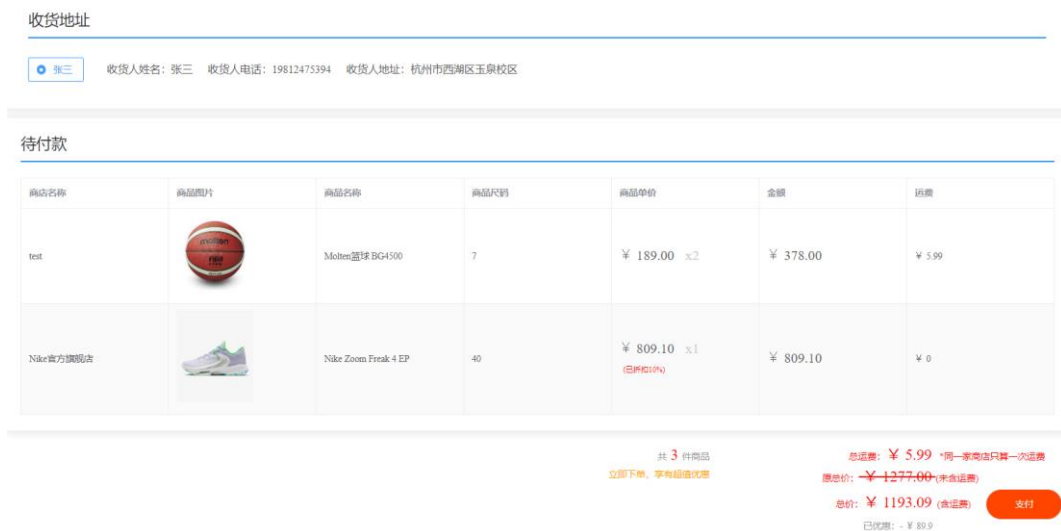 收货地址
张三 收货人姓名：张三 收货人电话：19812475394 收货人地址：杭州市西湖区玉泉校区
待付款
商店名称 商品图片 商品名称 商品尺码 商品单价 金额 运费
molten
FIBA
test Molten篮球 BG4500 7 ￥ 189.00 x2 ￥ 378.00 ￥ 5.99
Nike官方旗舰店 Nike Zoom Freak 4 EP 40 ￥ 809.10 x1 ￥ 809.10 ￥ 0
(已折扣10%)
共 3 件商品 总运费：￥ 5.99 *同一家商店只算一次运费
立即下单，享有超值优惠 原总价：￥ 1277.00 (未含运费)
总价：￥ 1193.09 (含运费) 支付
已优惠：- ￥ 89.9